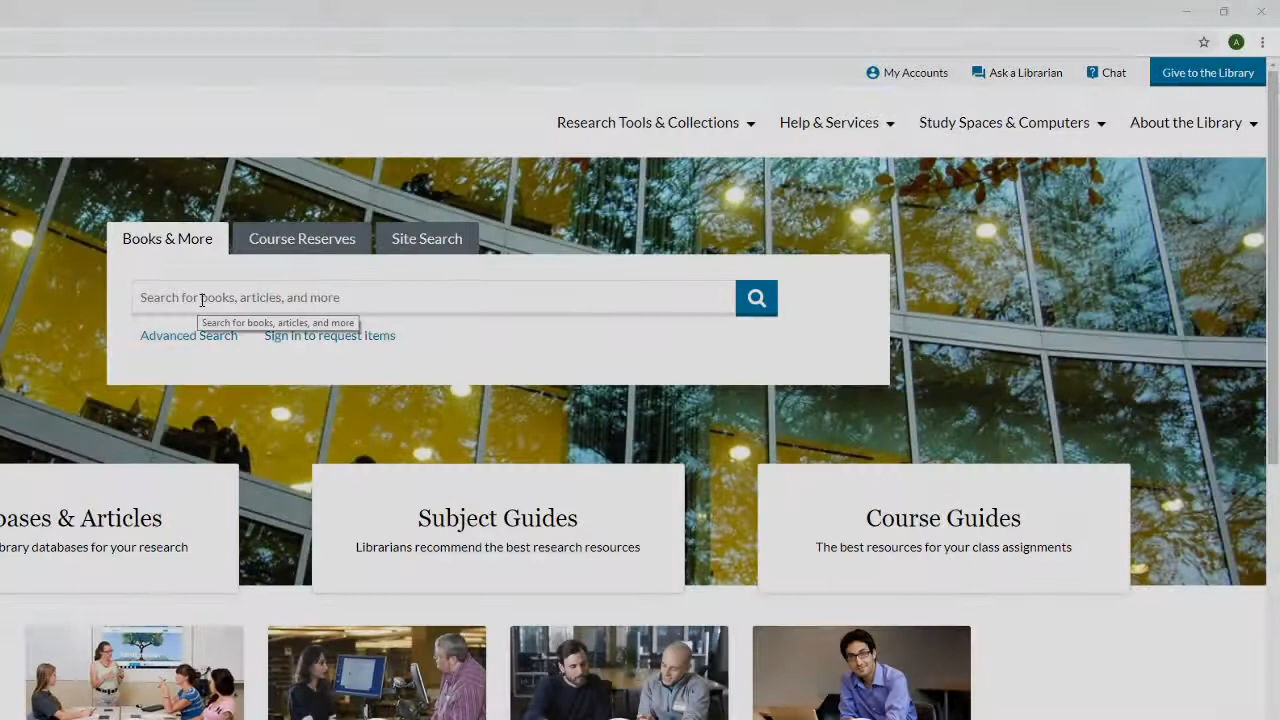 A
My Accounts
Ask a Librarian
Chat
Give to the Library
Research Tools & Collections
Help & Services
Study Spaces & Computers
About the Library
Books & More
Course Reserves
Site Search
Search for books, articles, and more
Search for books, articles, and more
Advanced Search
Sign in to request items
& Articles
databases for your research
Subject Guides
Librarians recommend the best research resources
Course Guides
The best resources for your class assignments